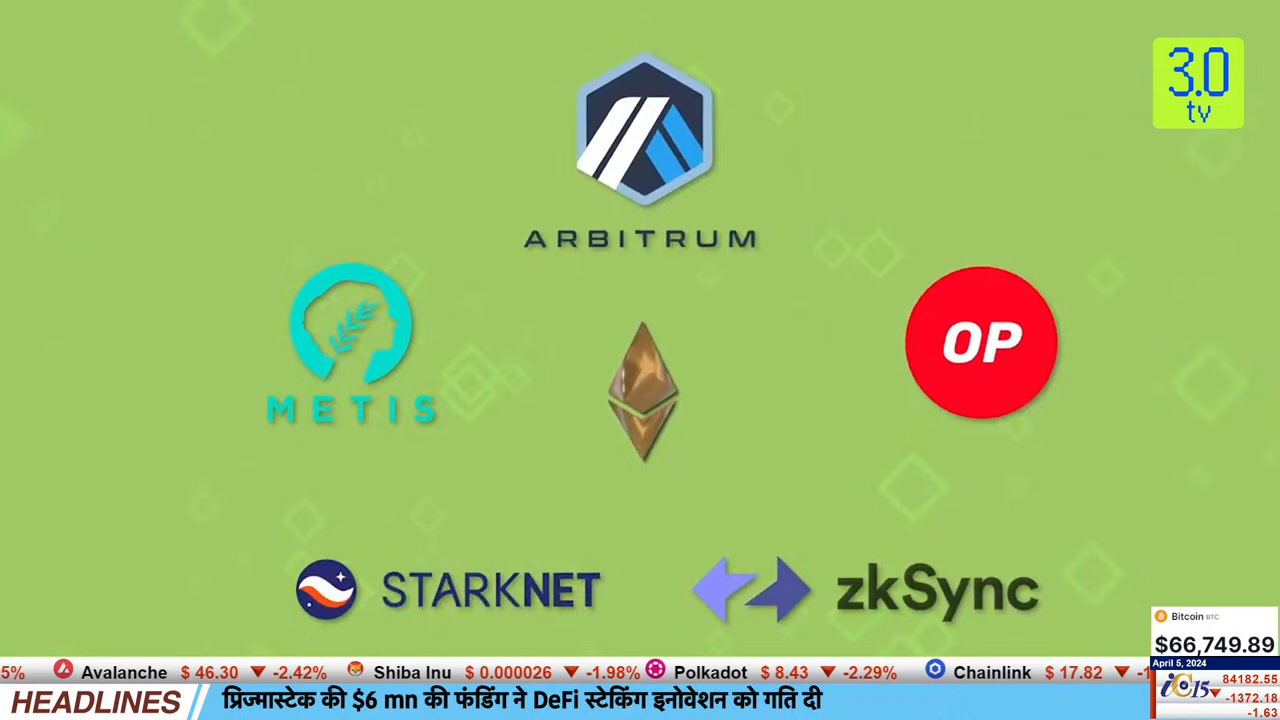 3.0
tv
ARBITRUM
METIS
OP
STARKNET
zkSync
Bitcoin BTC
$66,749.89
April 5, 2024
5% Avalanche $ 46.30 ▼ -2.42% Shiba Inu $ 0.000026 ▼ -1.98% Polkadot $ 8.43 ▼ -2.29% Chainlink $ 17.82 ▼ -1
84182.55
-1372.18
-1.63
HEADLINES प्रिज्मास्टेक की $6 mn की फंडिंग ने DeFi स्टेकिंग इनोवेशन को गति दी